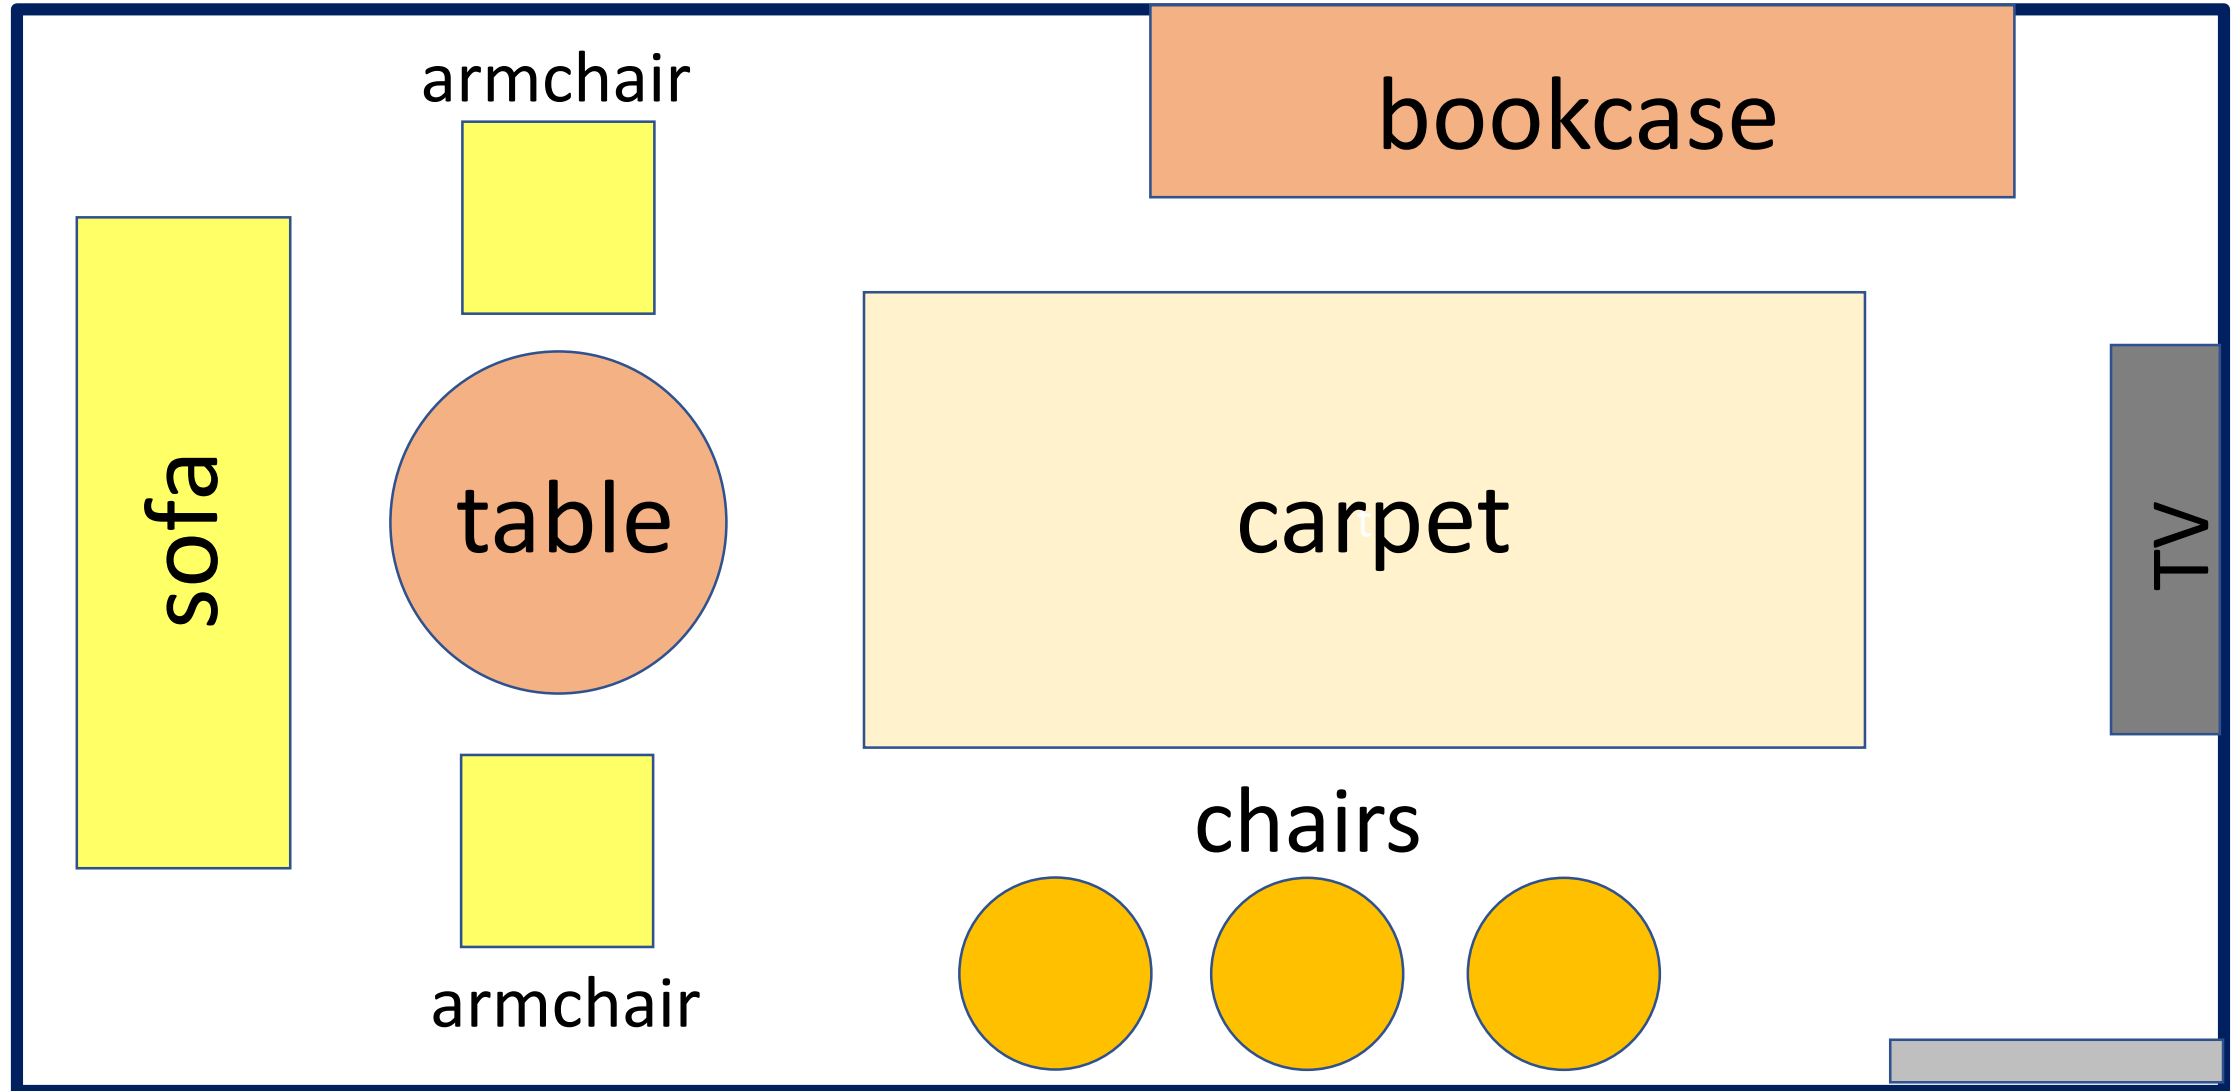 armchair
bookcase
sofa
table
carpet
t
TV
chairs
armchair